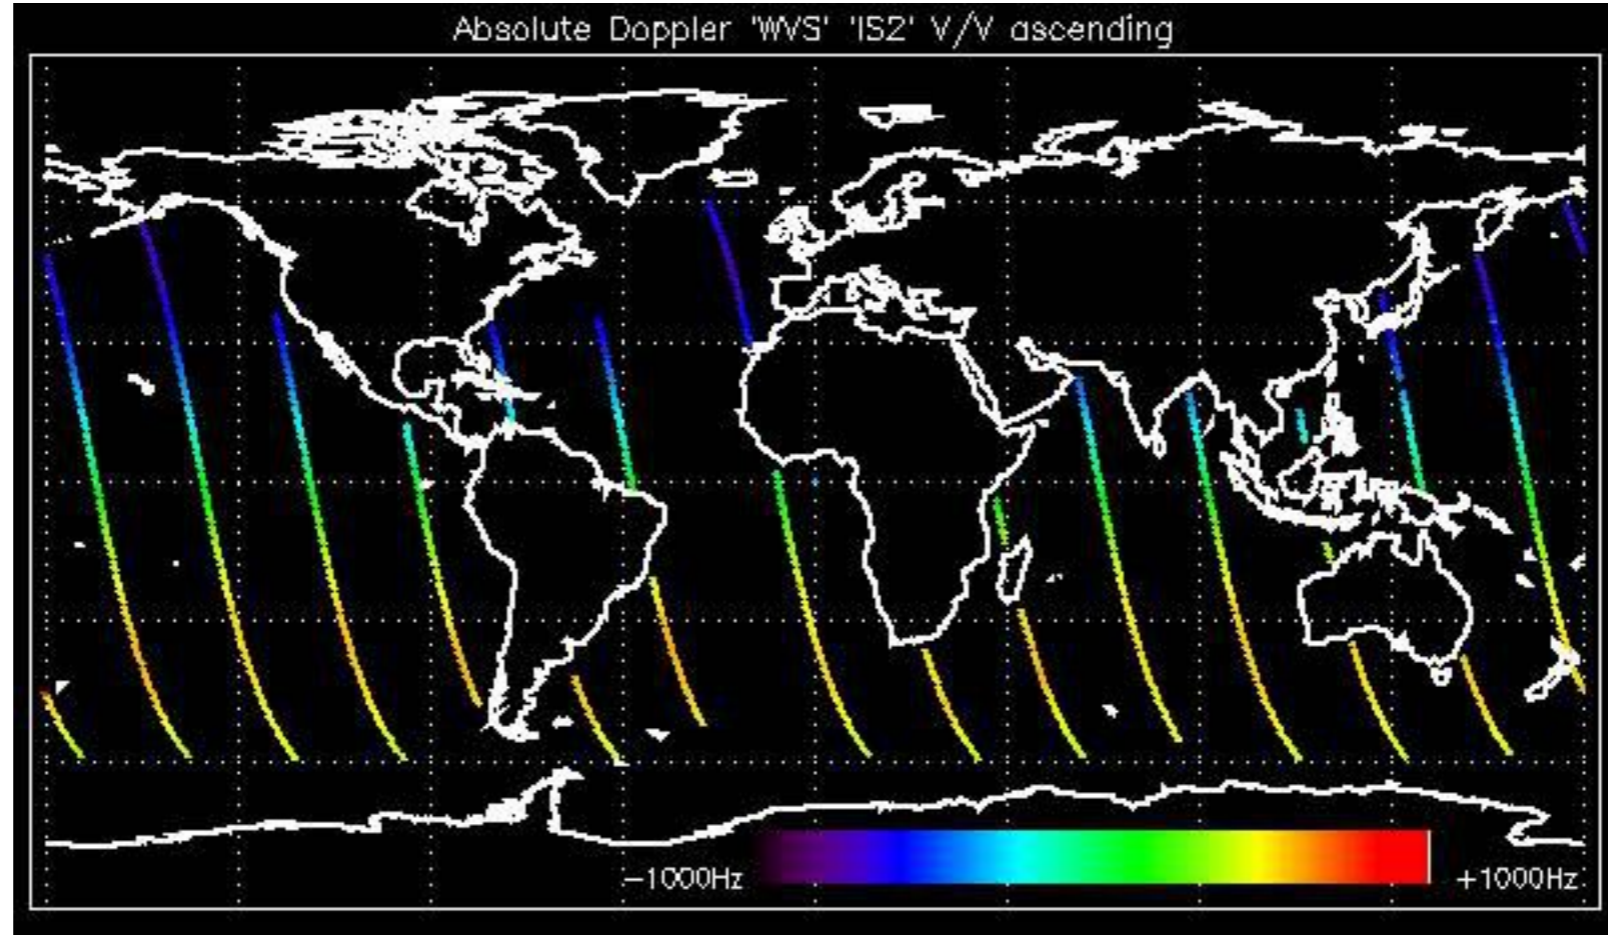 Absolute Doppler 'WVS' 'IS2' V/V ascending
-1000Hz
+1000Hz